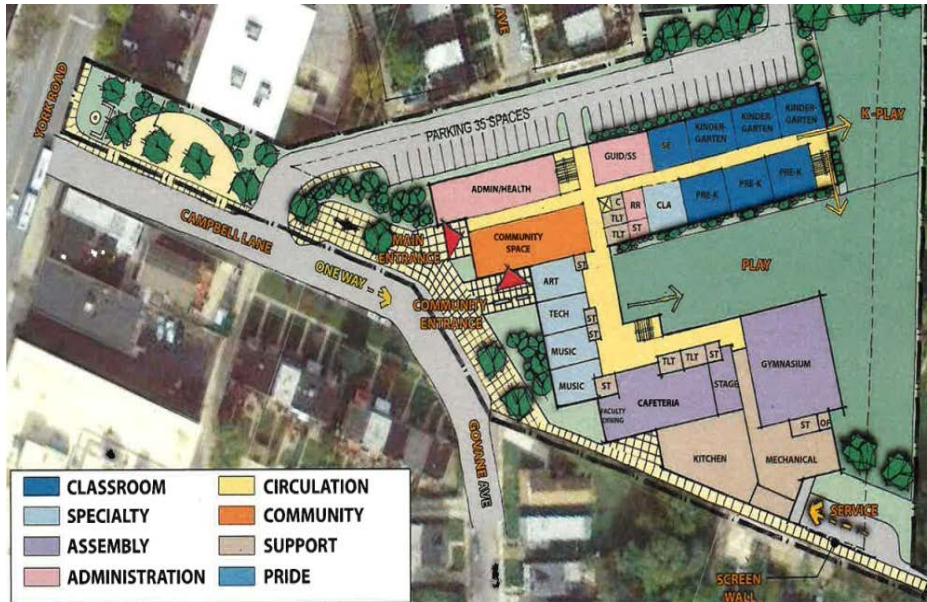 AVE
YORK ROAD
PARKING 35 SPACES
KINDER-
GARTEN
KINDER-
GARTEN
KINDER-
GARTEN
SE
K-PLAY
GUID/SS
ADMIN/HEALTH
PRE-K
PRE-K
PRE-K
CLA
RR
C
TLT
TLT
ST
CAMPBELL LANE
MAIN
ENTRANCE
COMMUNITY
SPACE
ONE WAY
PLAY
ST
ART
COMMUNITY
ENTRANCE
TECH
ST
ST
MUSIC
MUSIC
ST
TLT
TLT
ST
STAGE
GYMNASIUM
CAFETERIA
FACULTY
DINING
ST
OF
KITCHEN
MECHANICAL
GOVANE AVE
SERVICE
SCREEN
WALL
CLASSROOM
SPECIALTY
ASSEMBLY
ADMINISTRATION
CIRCULATION
COMMUNITY
SUPPORT
PRIDE